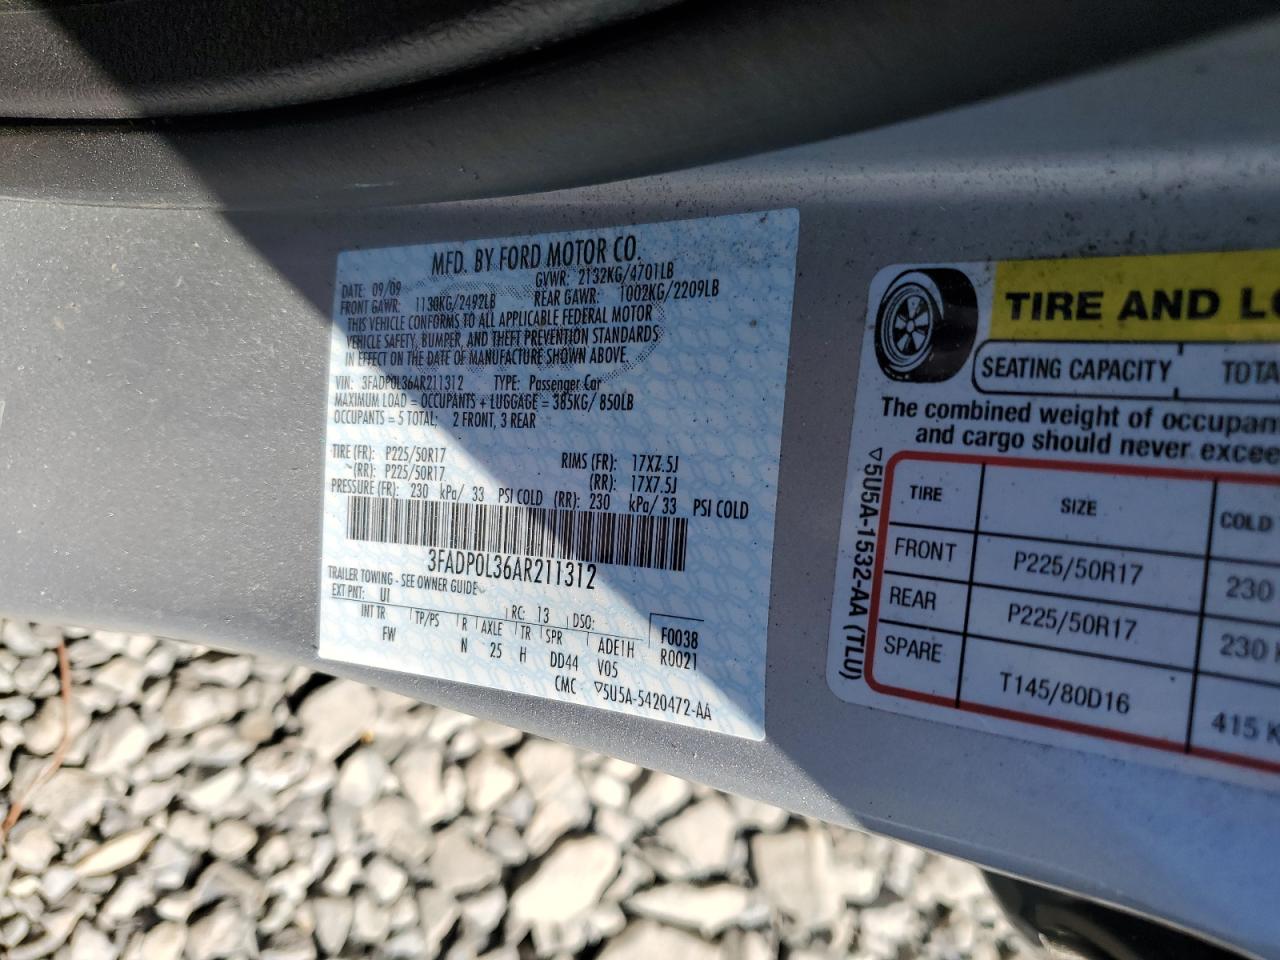 MFD. BY FORD MOTOR CO.
DATE 09/09 GVWR: 2132KG/4701LB
FRONT GAWR: 1130KG/2492LB REAR GAWR: 1002KG/2209LB
THIS VEHICLE CONFORMS TO ALL APPLICABLE FEDERAL MOTOR
VEHICLE SAFETY, BUMPER, AND THEFT PREVENTION STANDARDS
IN EFFECT ON THE DATE OF MANUFACTURE SHOWN ABOVE.
VIN: 3FADP0L36AR211312 TYPE: Passenger Car
MAXIMUM LOAD = OCCUPANTS + LUGGAGE = 385KG/ 850LB
OCCUPANTS = 5 TOTAL; 2 FRONT, 3 REAR
TIRE (FR): P225/50R17 RIMS (FR): 17X7.5J
(RR): P225/50R17 (RR): 17X7.5J
PRESSURE (FR): 230 kPa/ 33 PSI COLD (RR): 230 kPa/ 33 PSI COLD
3FADP0L36AR211312
TRAILER TOWING - SEE OWNER GUIDE
EXT PNT: UI RC: 13 DSO:
INT TR TP/PS R AXLE TR SPR ADE1H F0038
FW N 25 H DD44 V05 R0021
CMC ▽5U5A-5420472-AA
TIRE AND LO
SEATING CAPACITY TOTA
The combined weight of occupan
and cargo should never excee
TIRE SIZE COLD
FRONT P225/50R17 230
REAR P225/50R17 230 K
SPARE T145/80D16 415 K
▽5U5A-1532-AA (TLU)